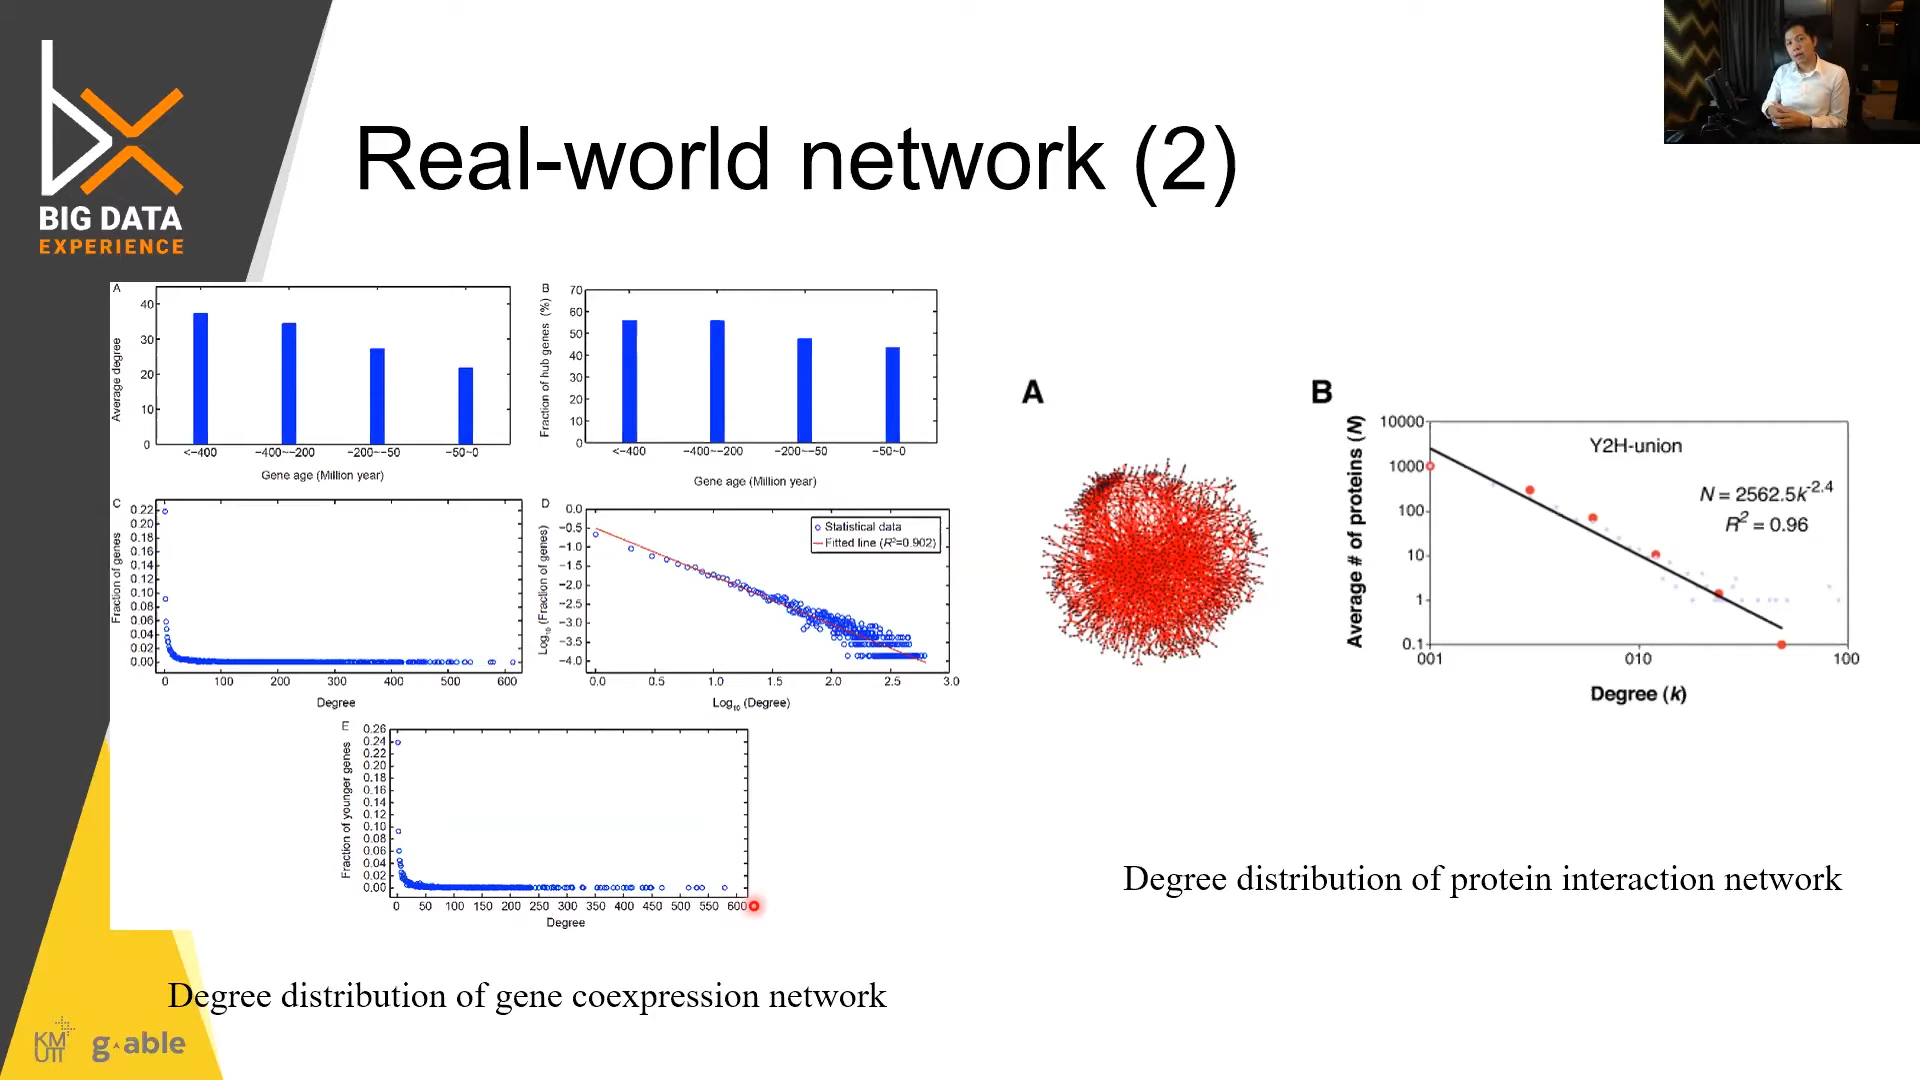 BIG DATA
EXPERIENCE
Real-world network (2)
A
Average degree
40
30
20
10
0
<−400
−400~−200
−200~−50
−50~0
Gene age (Million year)
B
Fraction of hub genes (%)
70
60
50
40
30
20
10
0
<−400
−400~−200
−200~−50
−50~0
Gene age (Million year)
C
Fraction of genes
0.22
0.20
0.18
0.16
0.14
0.12
0.10
0.08
0.06
0.04
0.02
0.00
0 100 200 300 400 500 600
Degree
D
Log10 (Fraction of genes)
0.0
−0.5
−1.0
−1.5
−2.0
−2.5
−3.0
−3.5
−4.0
Statistical data
Fitted line (R²=0.902)
0.0 0.5 1.0 1.5 2.0 2.5 3.0
Log10 (Degree)
E
Fraction of younger genes
0.26
0.24
0.22
0.20
0.18
0.16
0.14
0.12
0.10
0.08
0.06
0.04
0.02
0.00
0 50 100 150 200 250 300 350 400 450 500 550 600
Degree
Degree distribution of gene coexpression network
A
B
Average # of proteins (N)
10000
1000
100
10
1
0.1
Y2H-union
N = 2562.5k-2.4
R2 = 0.96
001 010 100
Degree (k)
Degree distribution of protein interaction network
KM
UTT
g·able